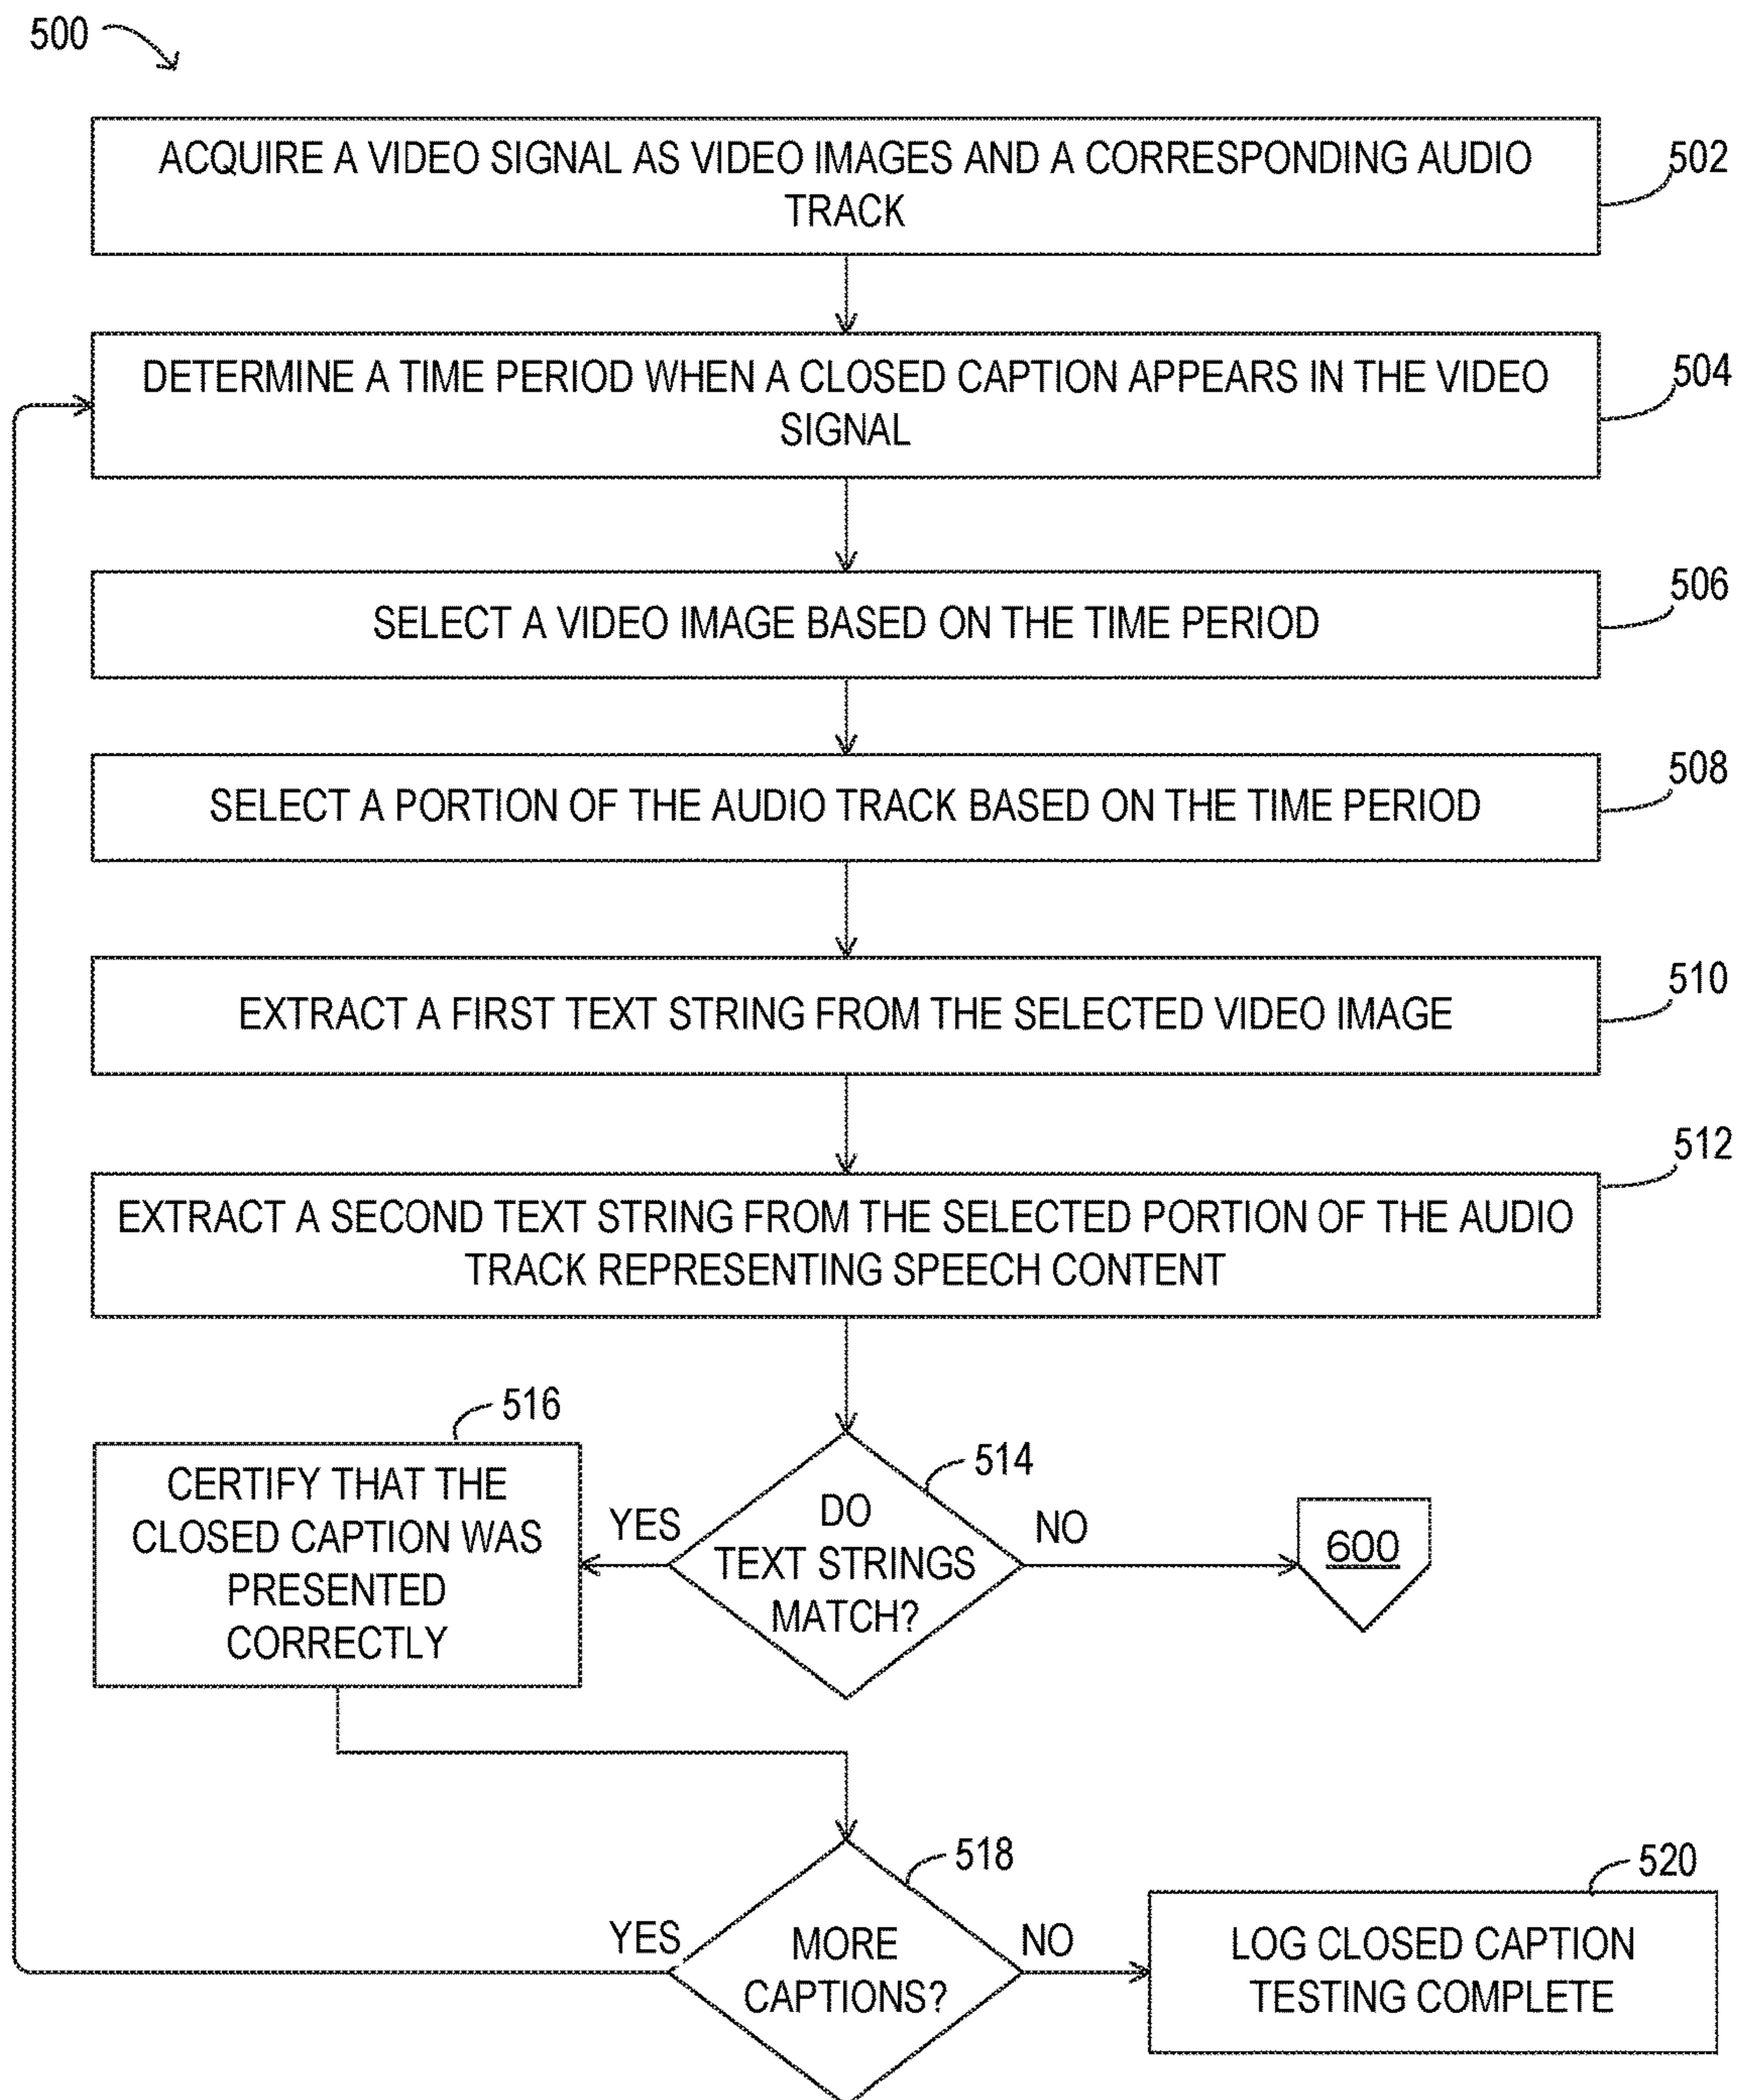 500
ACQUIRE A VIDEO SIGNAL AS VIDEO IMAGES AND A CORRESPONDING AUDIO
TRACK
502
DETERMINE A TIME PERIOD WHEN A CLOSED CAPTION APPEARS IN THE VIDEO
SIGNAL
504
SELECT A VIDEO IMAGE BASED ON THE TIME PERIOD
506
SELECT A PORTION OF THE AUDIO TRACK BASED ON THE TIME PERIOD
508
EXTRACT A FIRST TEXT STRING FROM THE SELECTED VIDEO IMAGE
510
EXTRACT A SECOND TEXT STRING FROM THE SELECTED PORTION OF THE AUDIO
TRACK REPRESENTING SPEECH CONTENT
512
516
CERTIFY THAT THE
CLOSED CAPTION WAS
PRESENTED
CORRECTLY
YES
514
DO
TEXT STRINGS
MATCH?
NO
600
YES
518
MORE
CAPTIONS?
NO
520
LOG CLOSED CAPTION
TESTING COMPLETE